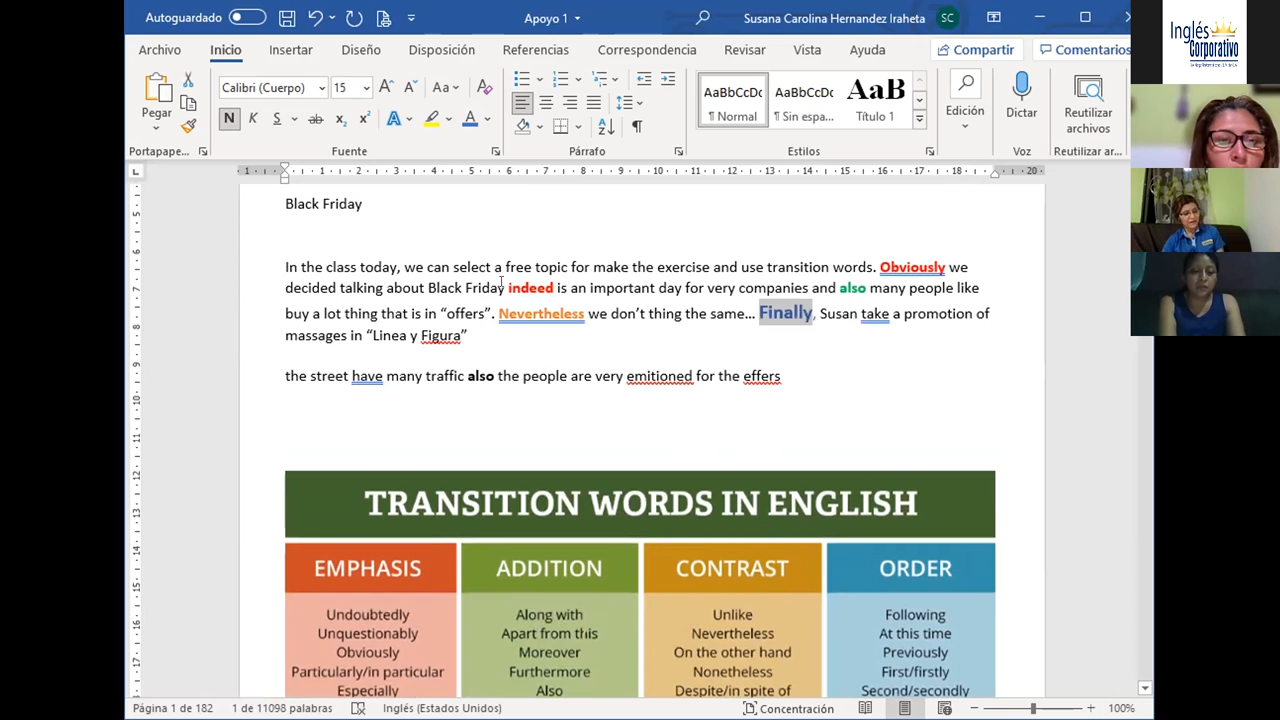 Autoguardado
Apoyo 1
Susana Carolina Hernandez Iraheta
SC
Archivo Inicio Insertar Diseño Disposición Referencias Correspondencia Revisar Vista Ayuda Compartir Comentarios
Calibri (Cuerpo) 15
AaBbCcDc AaBbCcDc AaB
¶ Normal ¶ Sin espa... Título 1
Pegar
Edición
Dictar
Reutilizar archivos
Portapape... Fuente Párrafo Estilos Voz Reutilizar ar...
Black Friday
In the class today, we can select a free topic for make the exercise and use transition words. Obviously we
decided talking about Black Friday indeed is an important day for very companies and also many people like
buy a lot thing that is in “offers”. Nevertheless we don’t thing the same… Finally, Susan take a promotion of
massages in “Linea y Figura”
the street have many traffic also the people are very emitioned for the effers
TRANSITION WORDS IN ENGLISH
EMPHASIS ADDITION CONTRAST ORDER
Undoubtedly Along with Unlike Following
Unquestionably Apart from this Nevertheless At this time
Obviously Moreover On the other hand Previously
Particularly/in particular Furthermore Nonetheless First/firstly
Especially Also Despite/in spite of Second/secondly
Página 1 de 182 1 de 11098 palabras Inglés (Estados Unidos) Concentración 100%
Inglés
Corporativo